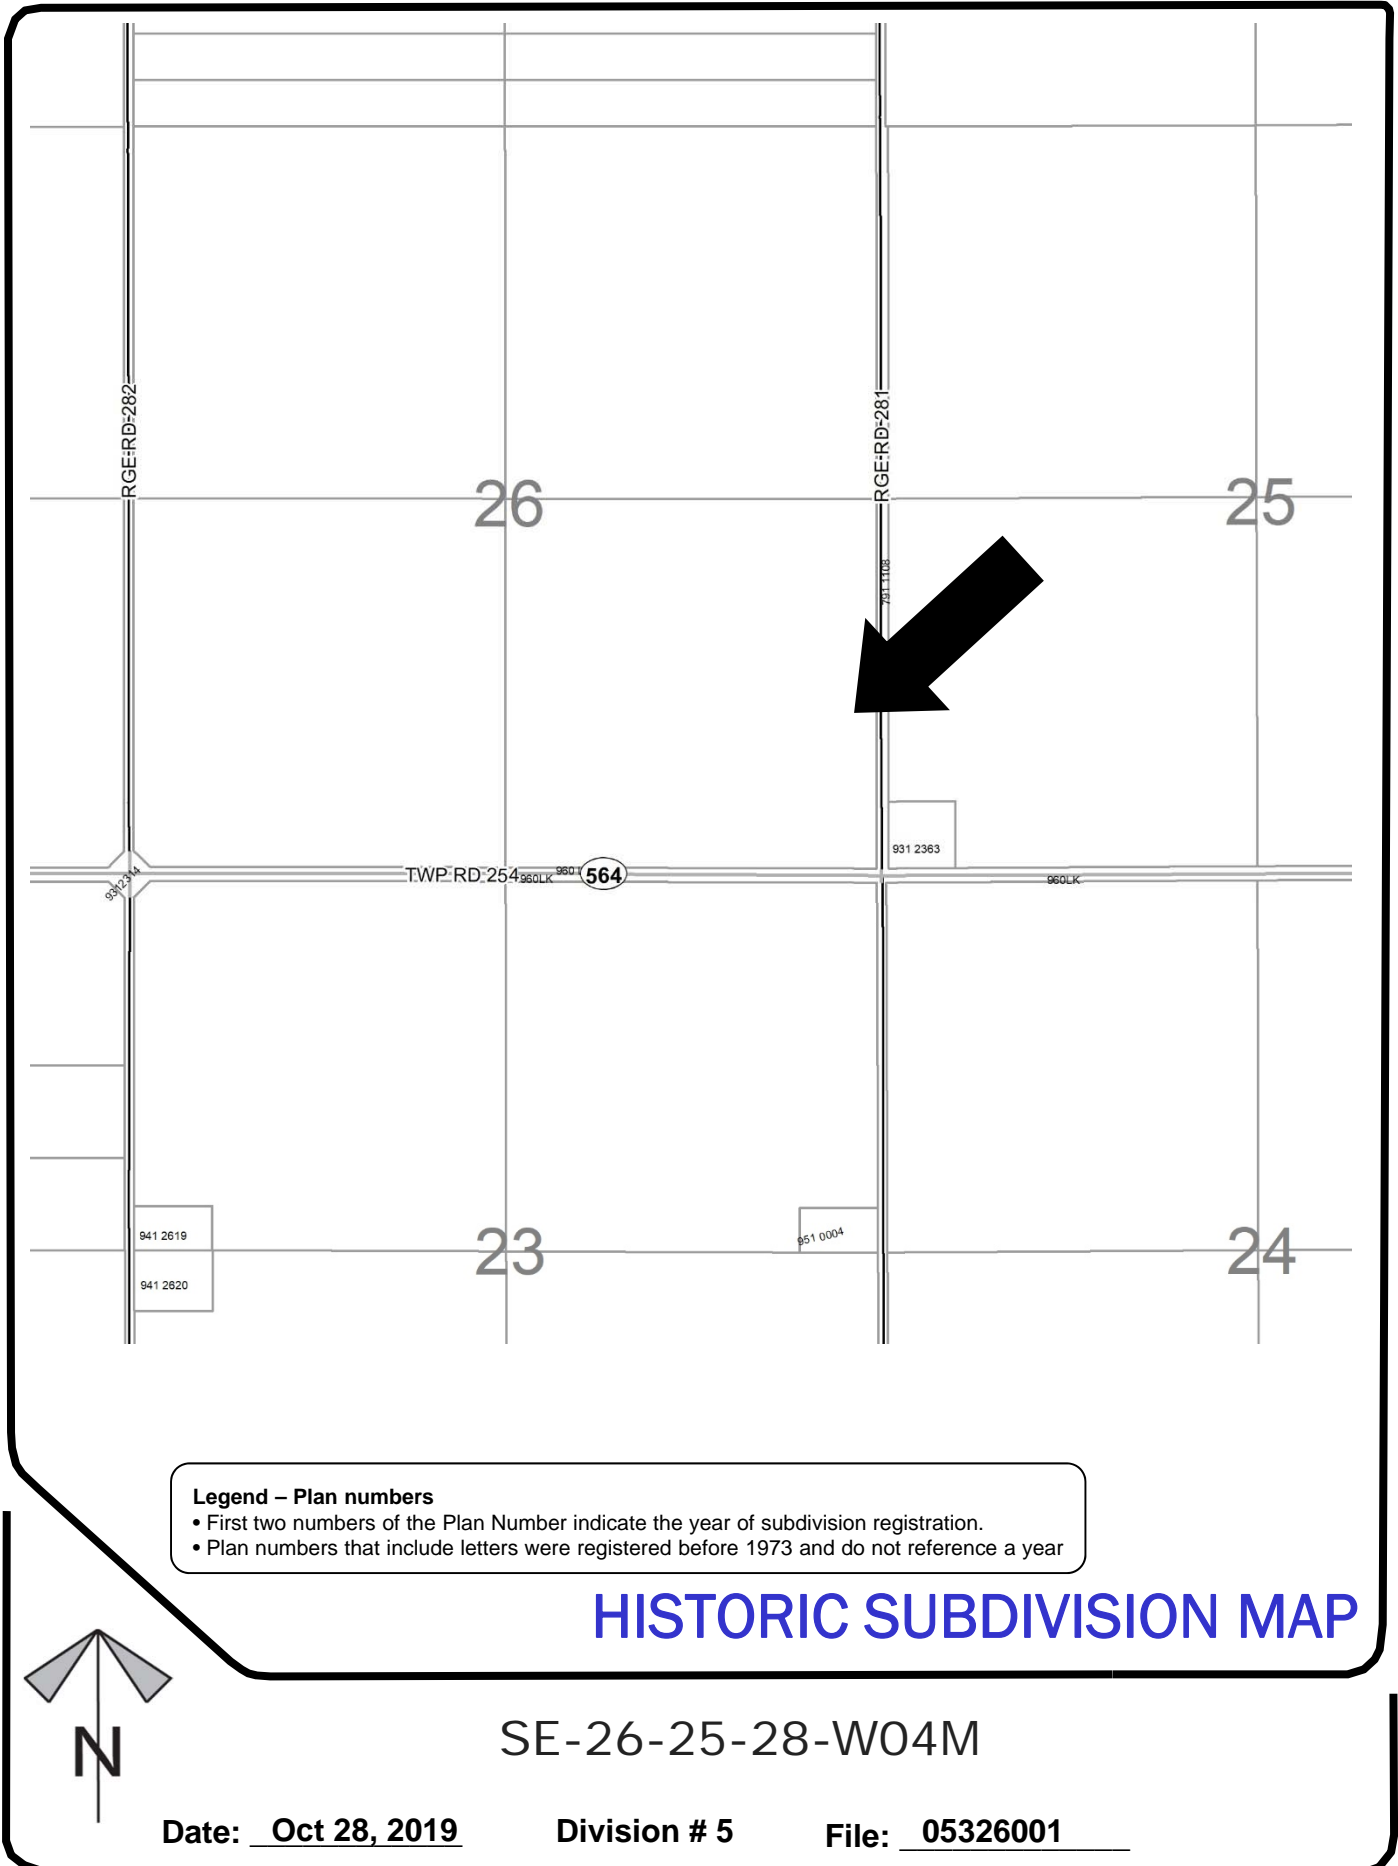 RGE RD 282
RGE RD 281
26
25
791 1108
931 2363
TWP RD 254
960LK
960
564
960LK
9312314
941 2619
951 0004
23
24
941 2620
Legend – Plan numbers
• First two numbers of the Plan Number indicate the year of subdivision registration.
• Plan numbers that include letters were registered before 1973 and do not reference a year
HISTORIC SUBDIVISION MAP
N
SE-26-25-28-W04M
Date: Oct 28, 2019 Division # 5 File: 05326001